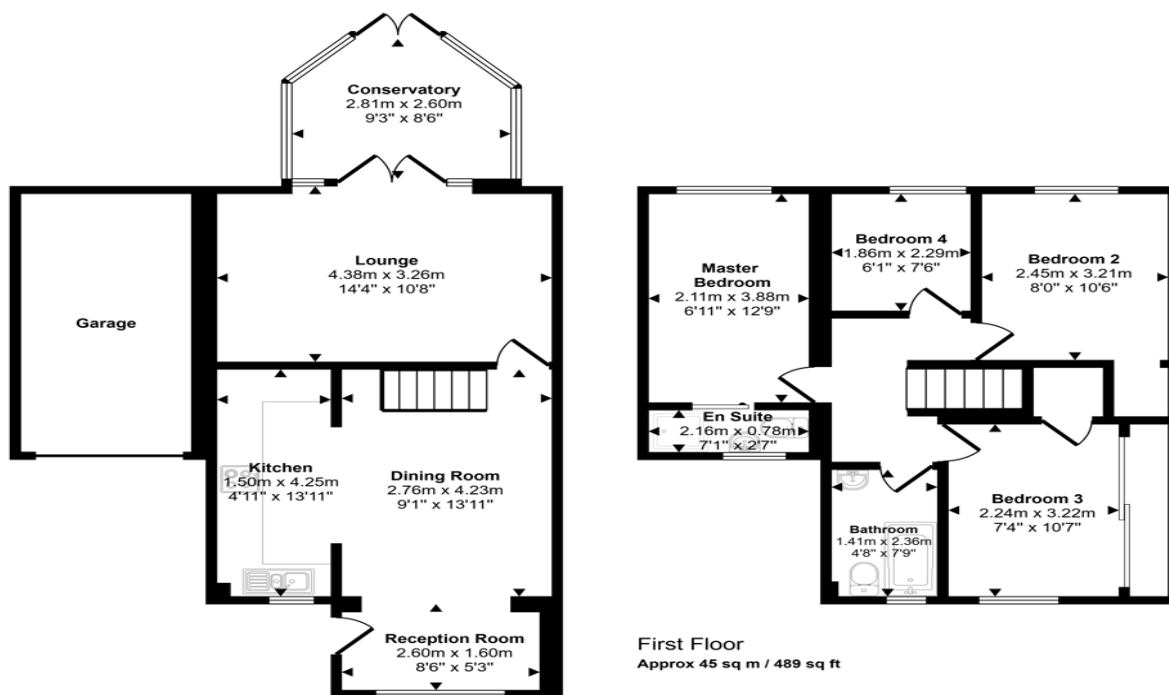 Conservatory
2.81m x 2.60m
9'3" x 8'6"
Lounge
4.38m x 3.26m
14'4" x 10'8"
Garage
Kitchen
1.50m x 4.25m
4'11" x 13'11"
Dining Room
2.76m x 4.23m
9'1" x 13'11"
Reception Room
2.60m x 1.60m
8'6" x 5'3"
Master
Bedroom
2.11m x 3.88m
6'11" x 12'9"
Bedroom 4
1.86m x 2.29m
6'1" x 7'6"
Bedroom 2
2.45m x 3.21m
8'0" x 10'6"
En Suite
2.16m x 0.78m
7'1" x 2'7"
Bathroom
1.41m x 2.36m
4'8" x 7'9"
Bedroom 3
2.24m x 3.22m
7'4" x 10'7"
First Floor
Approx 45 sq m / 489 sq ft